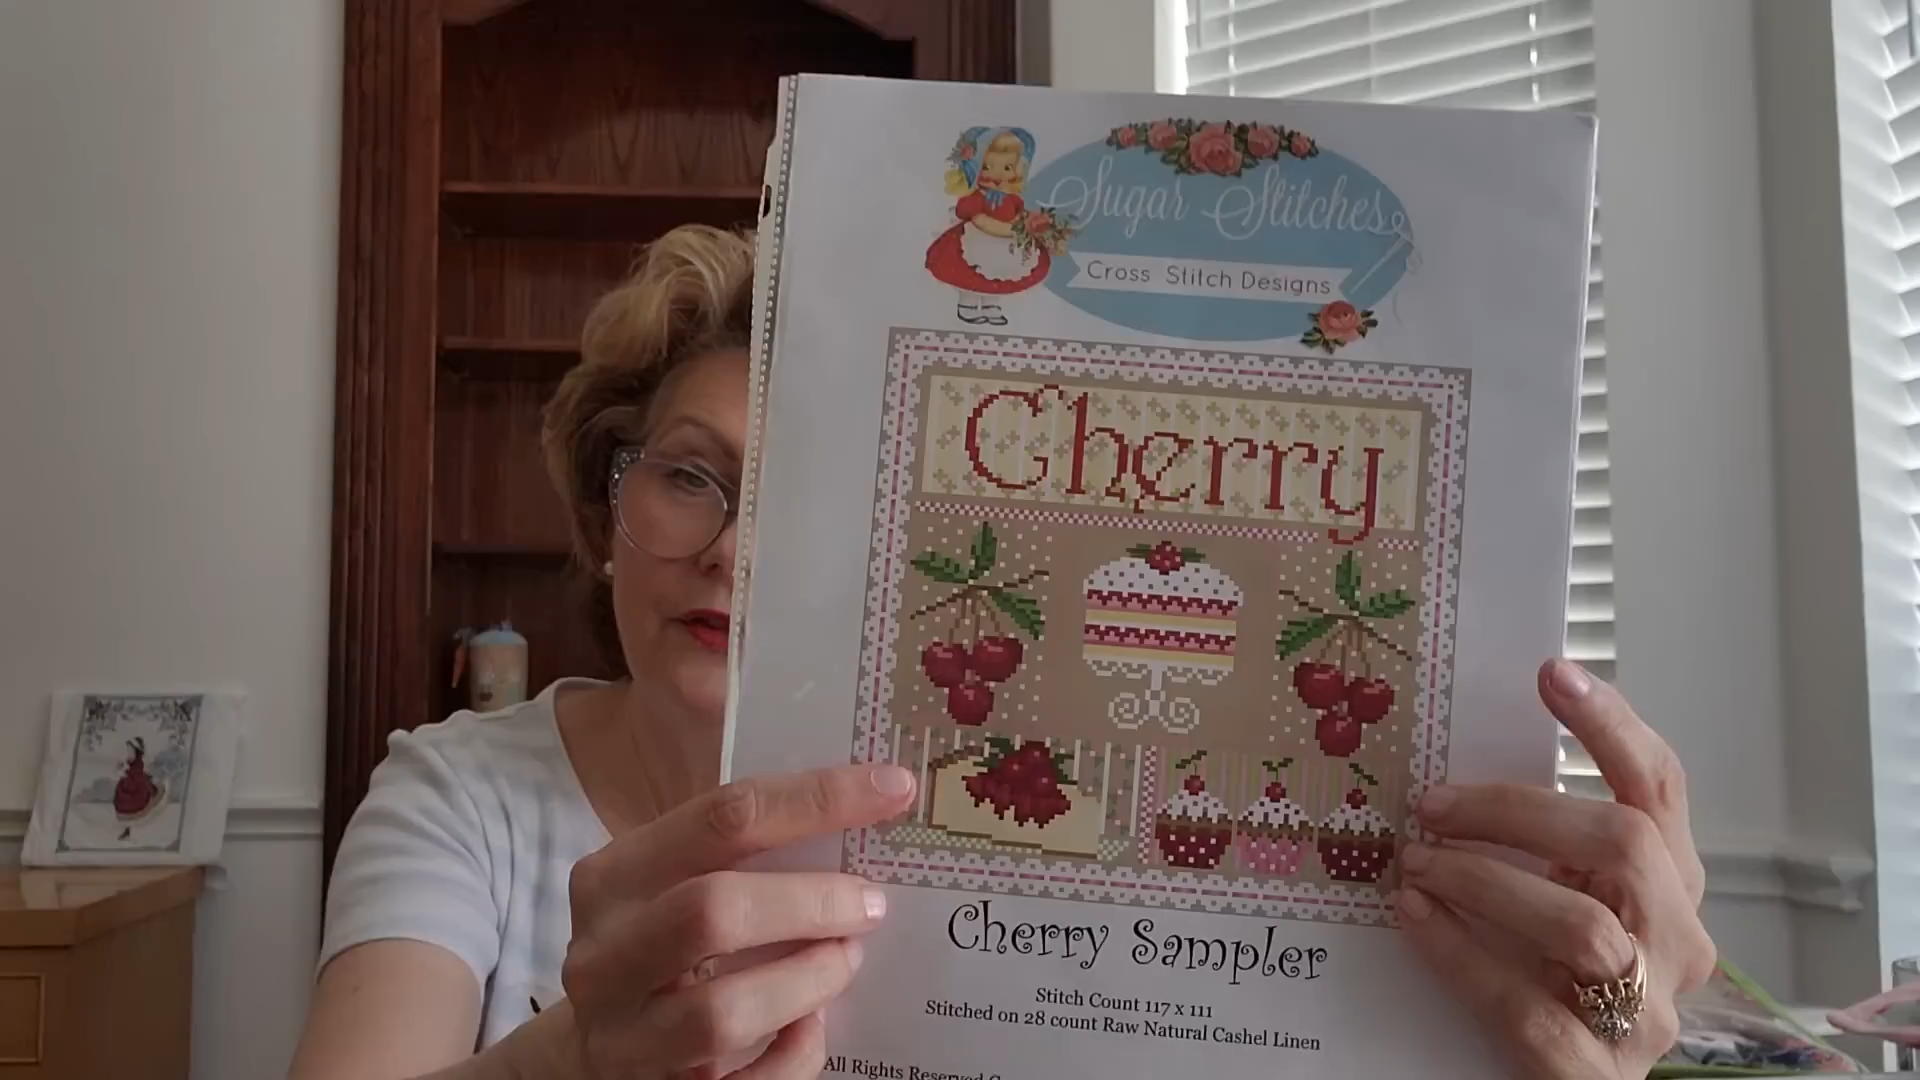 Sugar Stitches
Cross Stitch Designs
Cherry
Cherry Sampler
Stitch Count 117 x 111
Stitched on 28 count Raw Natural Cashel Linen
All Rights Reserved